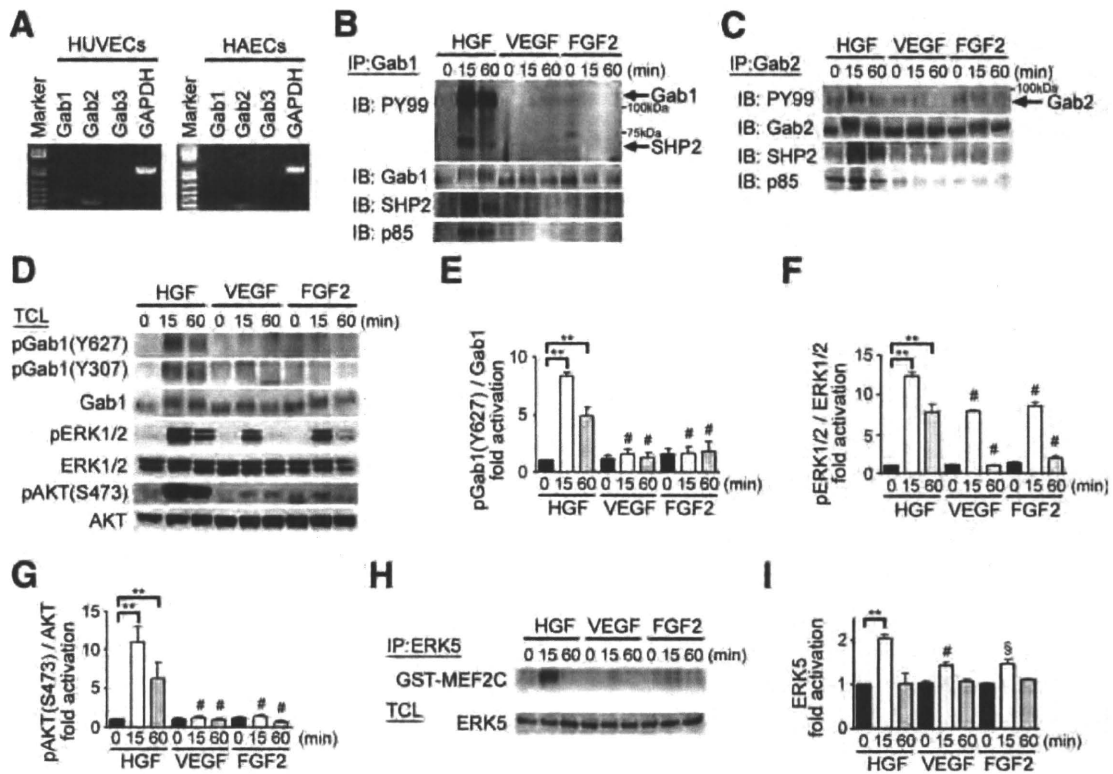 A
HUVECs
HAECs
Marker
Gab1
Gab2
Gab3
GAPDH
Marker
Gab1
Gab2
Gab3
GAPDH
B
HGF VEGF FGF2
IP:Gab1
0 15 60 0 15 60 0 15 60 (min)
IB: PY99
Gab1
100kDa
75kDa
SHP2
IB: Gab1
IB: SHP2
IB: p85
C
HGF VEGF FGF2
IP:Gab2
0 15 60 0 15 60 0 15 60 (min)
100kDa
IB: PY99
Gab2
IB: Gab2
IB: SHP2
IB: p85
D
HGF VEGF FGF2
TCL
0 15 60 0 15 60 0 15 60 (min)
pGab1(Y627)
pGab1(Y307)
Gab1
pERK1/2
ERK1/2
pAKT(S473)
AKT
E
pGab1(Y627) / Gab1
fold activation
10
5
0
**
**
# # # #
0 15 60 0 15 60 0 15 60 (min)
HGF VEGF FGF2
F
pERK1/2 / ERK1/2
fold activation
15
10
5
0
**
**
# # # #
0 15 60 0 15 60 0 15 60 (min)
HGF VEGF FGF2
G
pAKT(S473) / AKT
fold activation
15
10
5
0
**
**
# # # #
0 15 60 0 15 60 0 15 60 (min)
HGF VEGF FGF2
H
HGF VEGF FGF2
IP:ERK5
0 15 60 0 15 60 0 15 60 (min)
GST-MEF2C
TCL
ERK5
I
ERK5
fold activation
2
1
0
**
# §
0 15 60 0 15 60 0 15 60 (min)
HGF VEGF FGF2